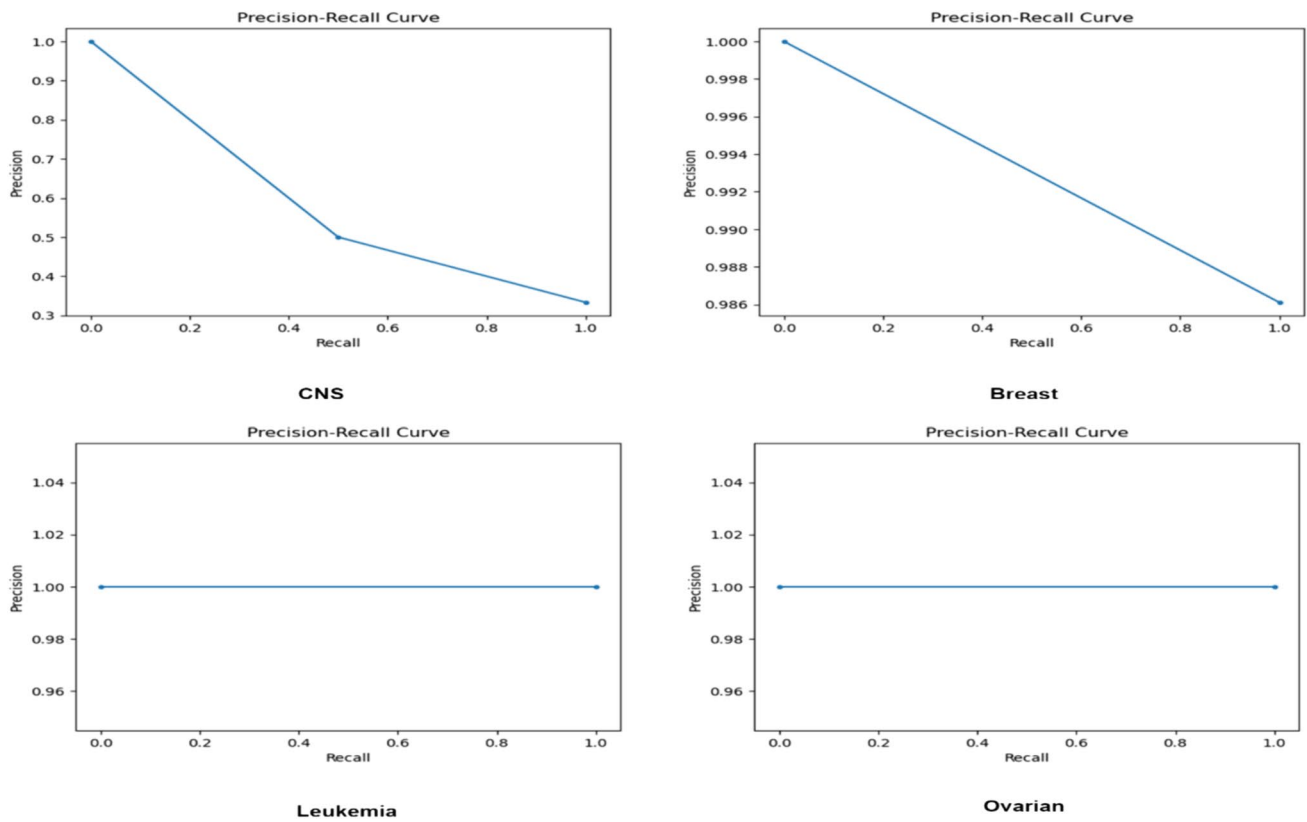 Precision-Recall Curve
1.0
0.9
0.8
0.7
0.6
0.5
0.4
0.3
Precision
0.0 0.2 0.4 0.6 0.8 1.0
Recall
CNS
Precision-Recall Curve
1.000
0.998
0.996
0.994
0.992
0.990
0.988
0.986
Precision
0.0 0.2 0.4 0.6 0.8 1.0
Recall
Breast
Precision-Recall Curve
1.04
1.02
1.00
0.98
0.96
Precision
0.0 0.2 0.4 0.6 0.8 1.0
Recall
Leukemia
Precision-Recall Curve
1.04
1.02
1.00
0.98
0.96
Precision
0.0 0.2 0.4 0.6 0.8 1.0
Recall
Ovarian